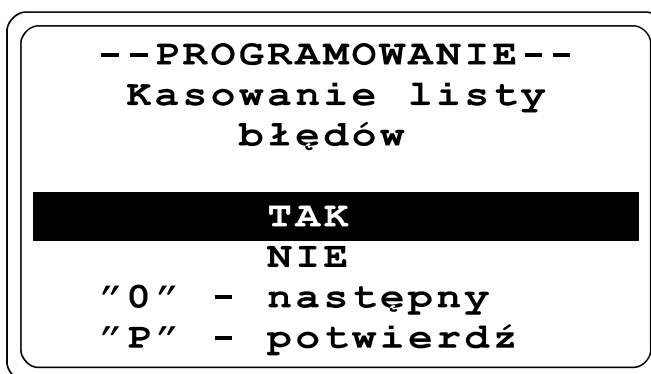 --PROGRAMOWANIE--
Kasowanie listy
błędów
TAK
NIE
"0" - następny
"P" - potwierdź